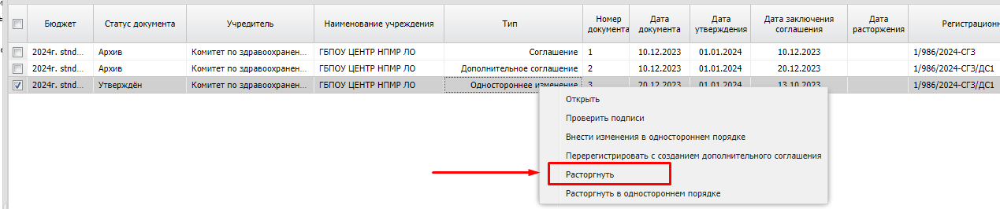 Бюджет Статус документа Учредитель Наименование учреждения Тип Номер документа Дата документа Дата утверждения Дата заключения соглашения Дата расторжения Регистрационн
2024г. stnd... Архив Комитет по здравоохранен... ГБПОУ ЦЕНТР НПМР ЛО Соглашение 1 10.12.2023 01.01.2024 10.12.2023 1/986/2024-СГЗ
2024г. stnd... Архив Комитет по здравоохранен... ГБПОУ ЦЕНТР НПМР ЛО Дополнительное соглашение 2 10.12.2023 01.01.2024 20.12.2023 1/986/2024-СГЗ/ДС1
2024г. stnd... Утверждён Комитет по здравоохранен... ГБПОУ ЦЕНТР НПМР ЛО Одностороннее изменение 3 20.12.2023 01.01.2024 13.10.2023 1/986/2024-СГЗ/ДС1
Открыть
Проверить подписи
Внести изменения в одностороннем порядке
Перерегистрировать с созданием дополнительного соглашения
Расторгнуть
Расторгнуть в одностороннем порядке